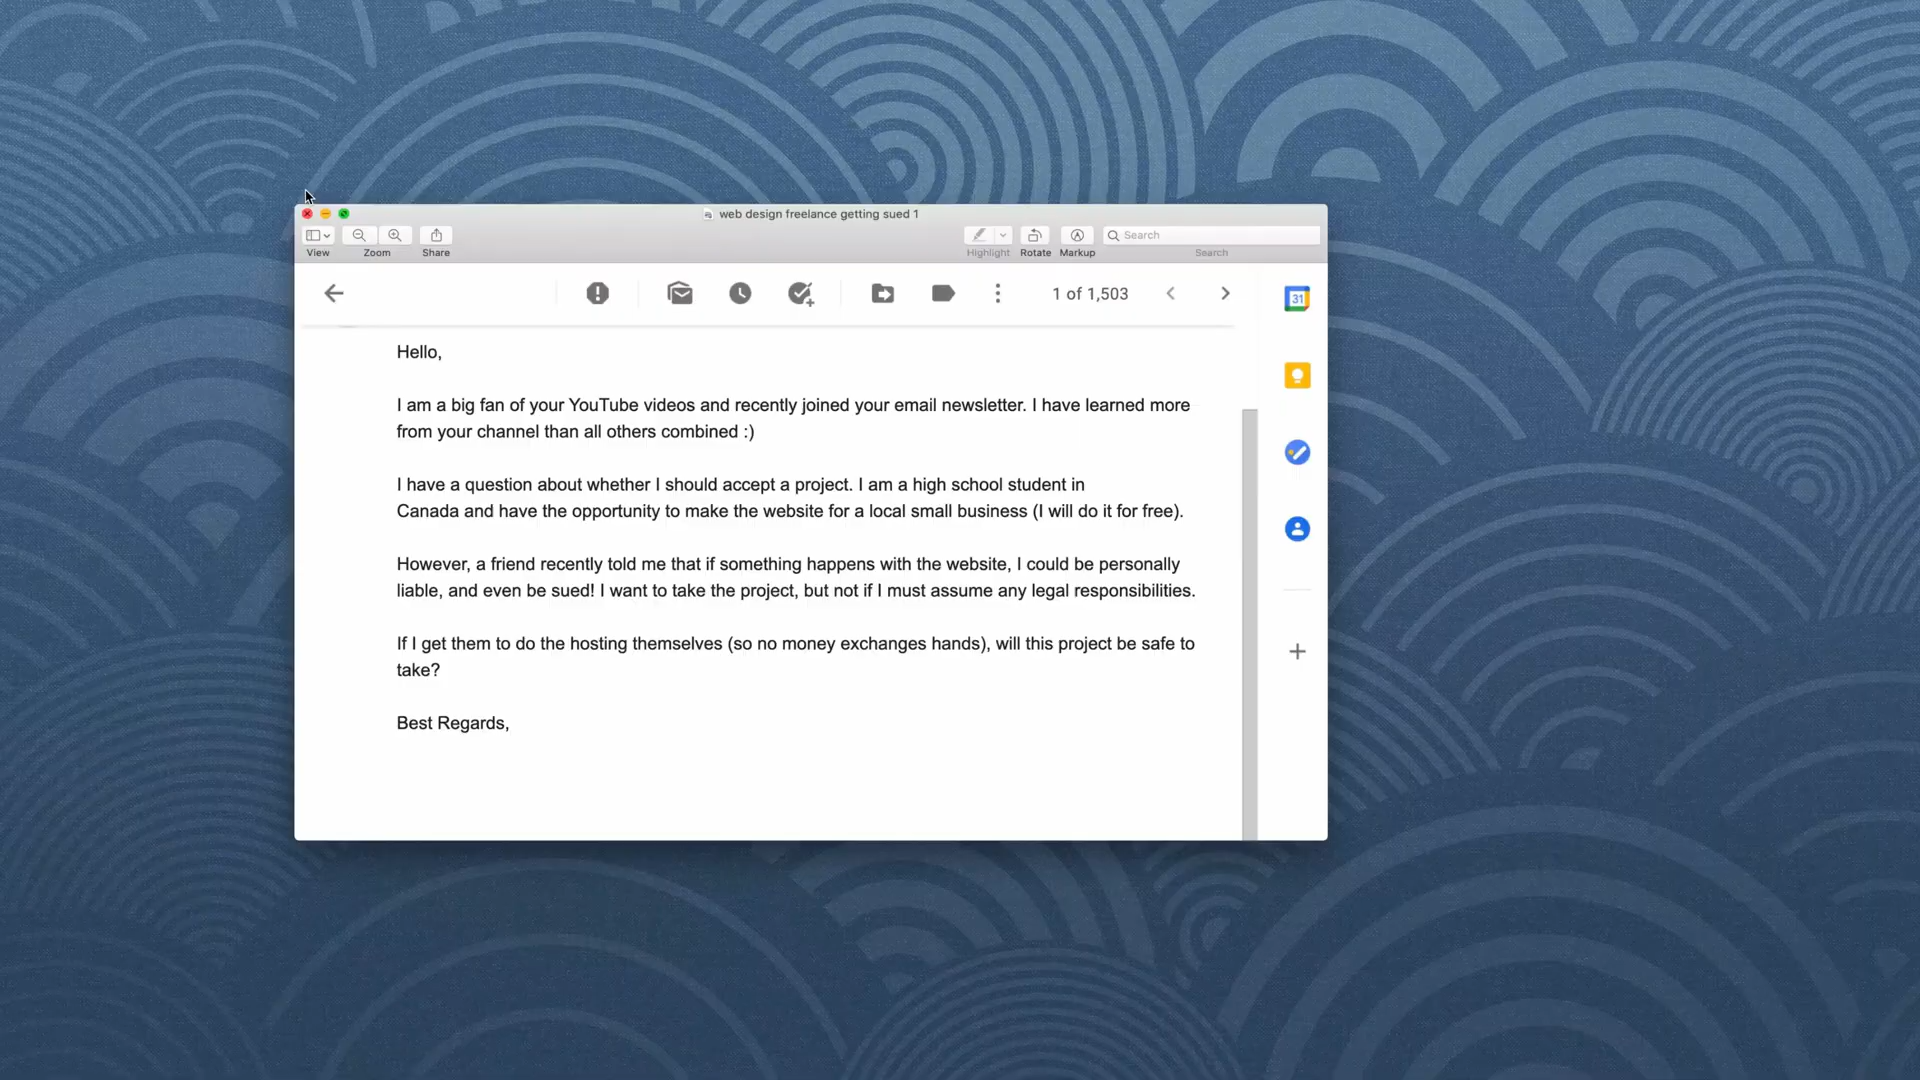 web design freelance getting sued 1
Search
View Zoom Share Highlight Rotate Markup Search
1 of 1,503
31
Hello,
I am a big fan of your YouTube videos and recently joined your email newsletter. I have learned more
from your channel than all others combined :)
I have a question about whether I should accept a project. I am a high school student in
Canada and have the opportunity to make the website for a local small business (I will do it for free).
However, a friend recently told me that if something happens with the website, I could be personally
liable, and even be sued! I want to take the project, but not if I must assume any legal responsibilities.
If I get them to do the hosting themselves (so no money exchanges hands), will this project be safe to
take?
Best Regards,